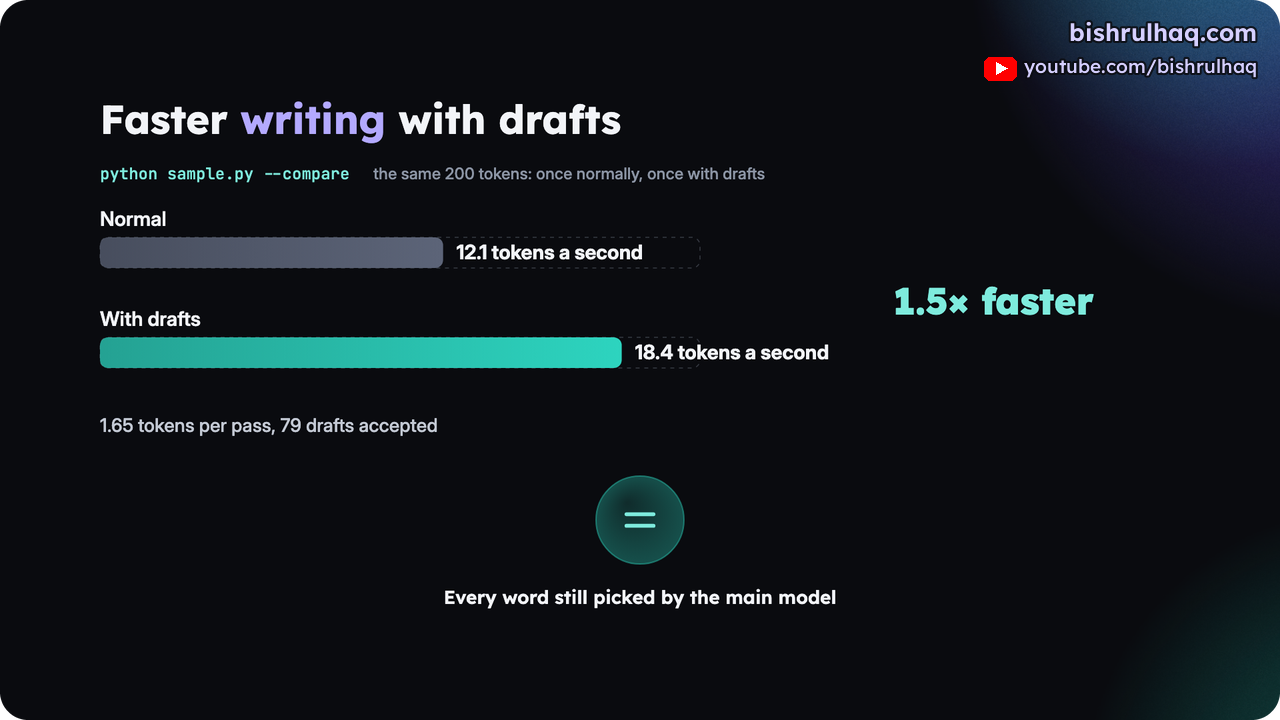 bishrulhaq.com
youtube.com/bishrulhaq
Faster writing with drafts
python sample.py --compare the same 200 tokens: once normally, once with drafts
Normal
12.1 tokens a second
1.5× faster
With drafts
18.4 tokens a second
1.65 tokens per pass, 79 drafts accepted
=
Every word still picked by the main model